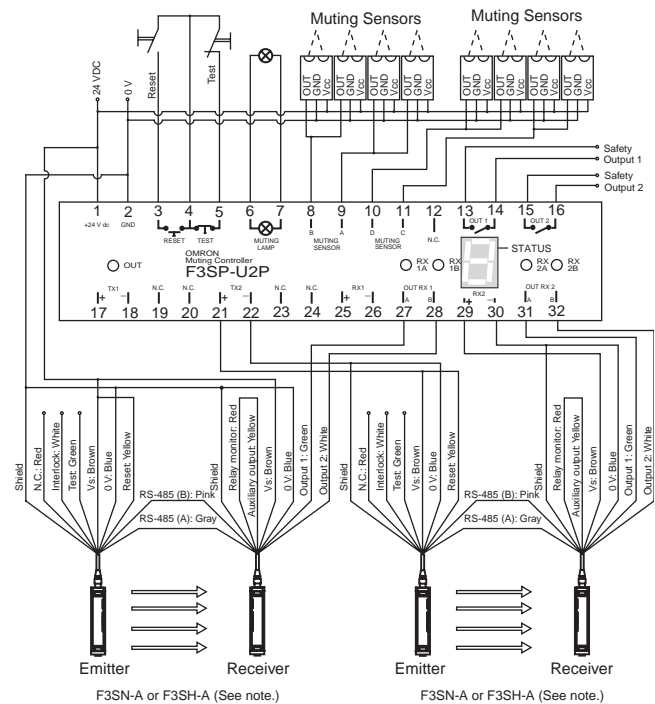 Muting Sensors
Muting Sensors
24 VDC
0 V
Reset
Test
OUT GND Vcc OUT GND Vcc OUT GND Vcc OUT GND Vcc
OUT GND Vcc OUT GND Vcc OUT GND Vcc OUT GND Vcc
Safety
Output 1
Safety
Output 2
1 2 3 4 5 6 7 8 9 10 11 12 13 14 15 16
+24 V dc
GND
RESET
TEST
MUTING
LAMP
B
A
MUTING
SENSOR
D
C
MUTING
SENSOR
N.C.
OUT 1
OUT 2
OUT
OMRON
Muting Controller
F3SP-U2P
RX
1A
RX
1B
STATUS
RX
2A
RX
2B
+ TX1 − N.C. N.C. + TX2 − N.C. N.C. + RX1 − OUT RX 1 A B + RX2 − OUT RX 2 A B
17 18 19 20 21 22 23 24 25 26 27 28 29 30 31 32
Shield
N.C.: Red
Interlock: White
Test: Green
Vs: Brown
0 V: Blue
Reset: Yellow
RS-485 (B): Pink
RS-485 (A): Gray
Shield
Relay monitor: Red
Auxiliary output: Yellow
Vs: Brown
0 V: Blue
Output 1: Green
Output 2: White
Shield
N.C.: Red
Interlock: White
Test: Green
Vs: Brown
0 V: Blue
Reset: Yellow
RS-485 (B): Pink
RS-485 (A): Gray
Shield
Relay monitor: Red
Auxiliary output: Yellow
Vs: Brown
0 V: Blue
Output 1: Green
Output 2: White
Emitter
Receiver
Emitter
Receiver
F3SN-A or F3SH-A (See note.)
F3SN-A or F3SH-A (See note.)